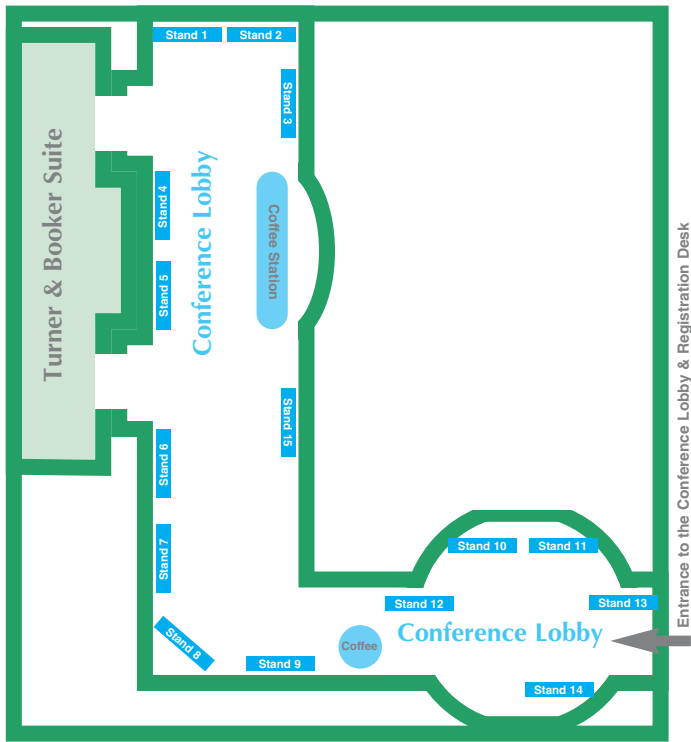 Stand 1
Stand 2
Stand 3
Turner & Booker Suite
Stand 4
Conference Lobby
Coffee Station
Stand 5
Stand 15
Stand 6
Stand 7
Stand 8
Stand 9
Coffee
Stand 10
Stand 11
Stand 12
Stand 13
Conference Lobby
Stand 14
Entrance to the Conference Lobby & Registration Desk